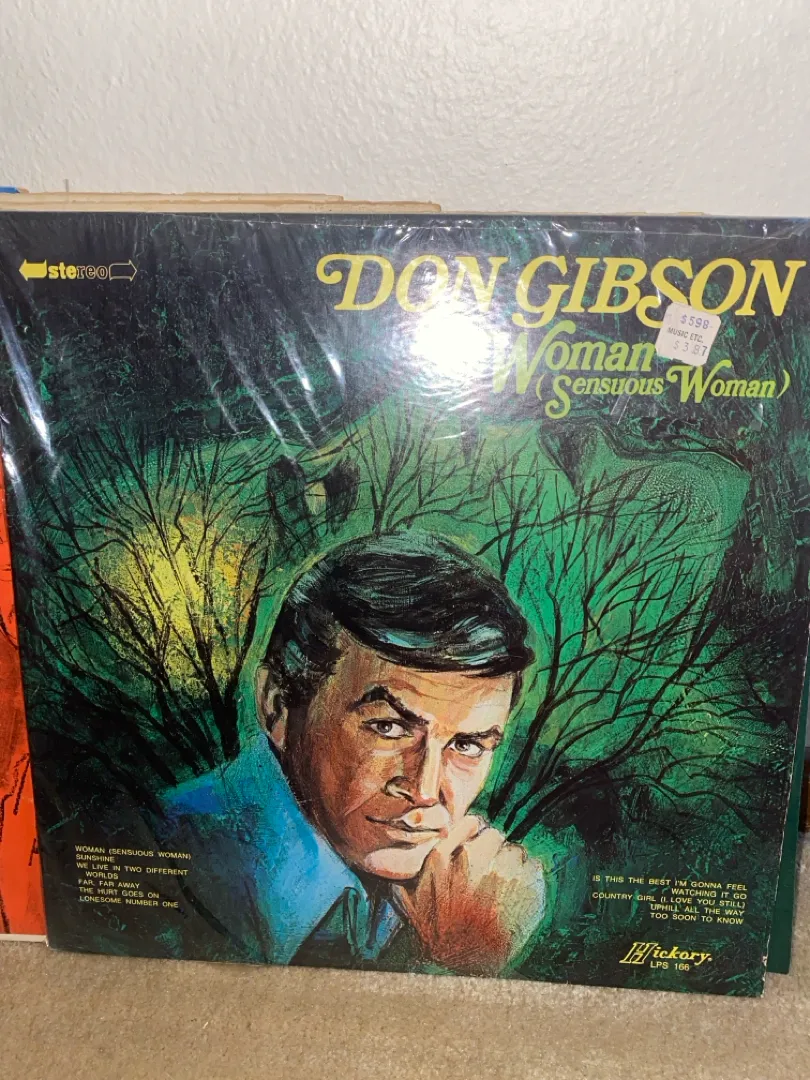 stereo
DON GIBSON
$598
MUSIC ETC.
$3.87
Woman
(Sensuous Woman)
WOMAN (SENSUOUS WOMAN)
SUNSHINE
WE LIVE IN TWO DIFFERENT
WORLDS
FAR, FAR AWAY
THE HURT GOES ON
LONESOME NUMBER ONE
IS THIS THE BEST I'M GONNA FEEL
WATCHING IT GO
COUNTRY GIRL (I LOVE YOU STILL)
UPHILL ALL THE WAY
TOO SOON TO KNOW
Hickory.
LPS 166